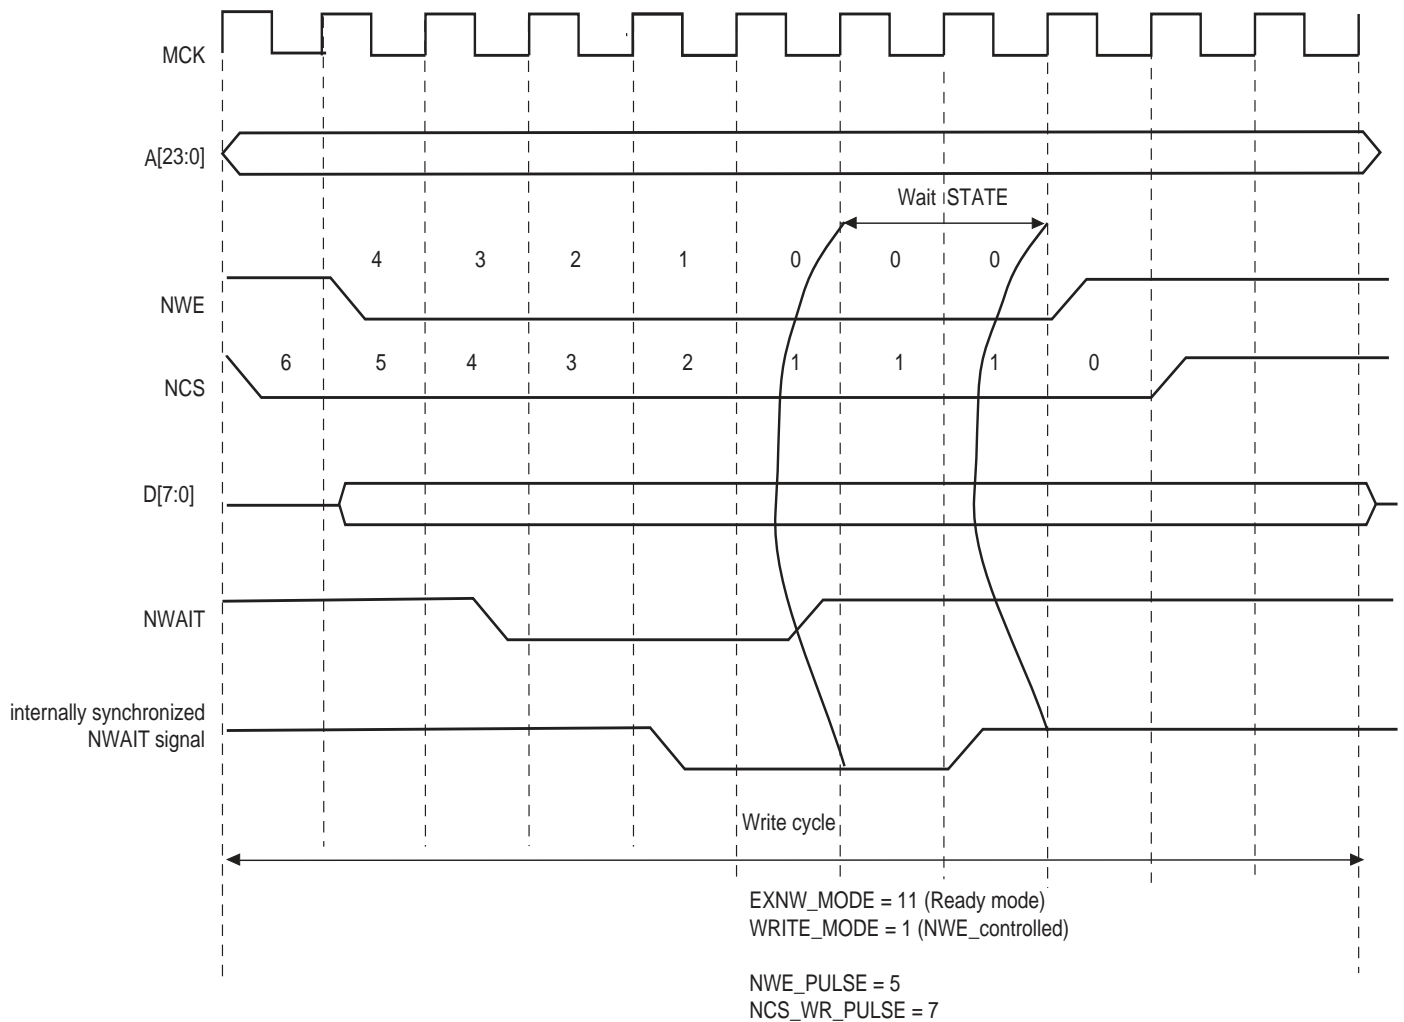 MCK
A[23:0]
Wait STATE
4 3 2 1 0 0 0
NWE
6 5 4 3 2 1 1 1 0
NCS
D[7:0]
NWAIT
internally synchronized
NWAIT signal
Write cycle
EXNW_MODE = 11 (Ready mode)
WRITE_MODE = 1 (NWE_controlled)
NWE_PULSE = 5
NCS_WR_PULSE = 7